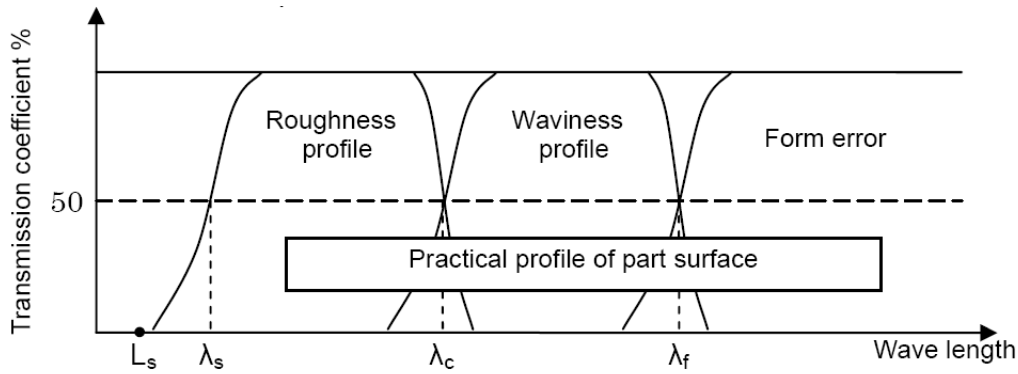 Transmission coefficient %
Roughness
profile
Waviness
profile
Form error
50
Practical profile of part surface
Lₛ
λₛ
λc
λf
Wave length